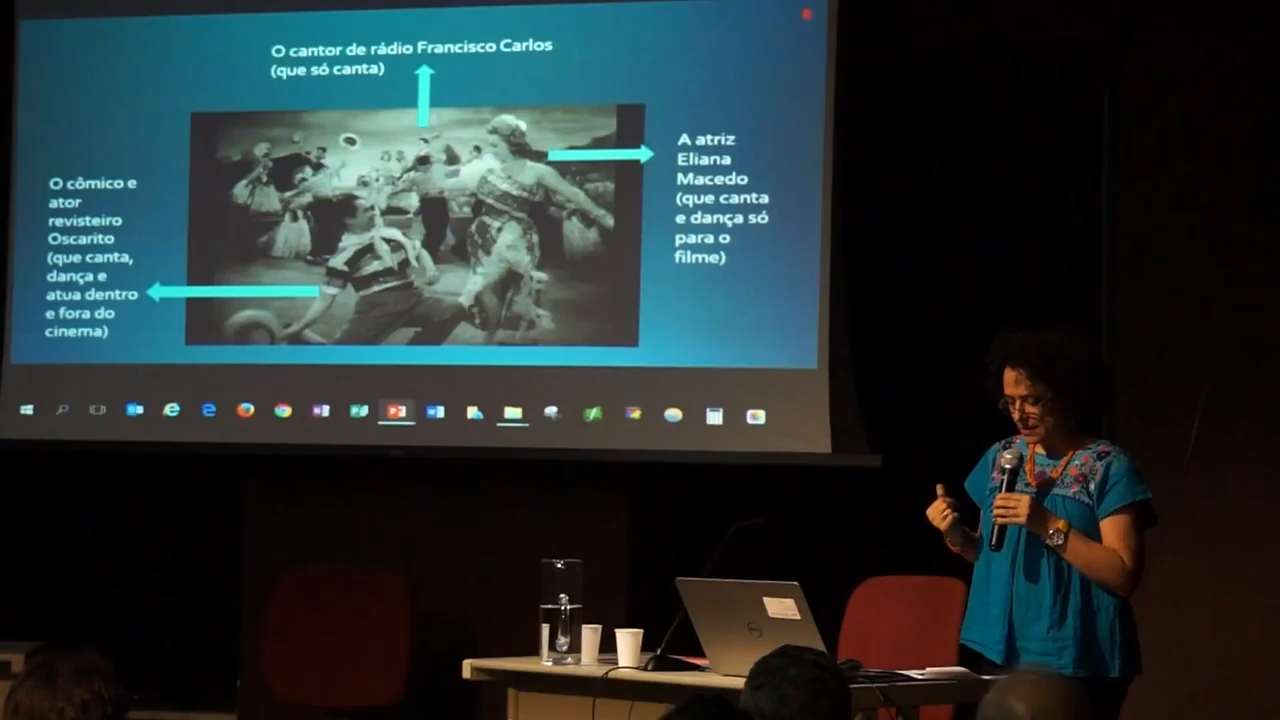 O cantor de rádio Francisco Carlos
(que só canta)
A atriz
Eliana
Macedo
(que canta
e dança só
para o
filme)
O cômico e
ator
revisteiro
Oscarito
(que canta,
dança e
atua dentro
e fora do
cinema)